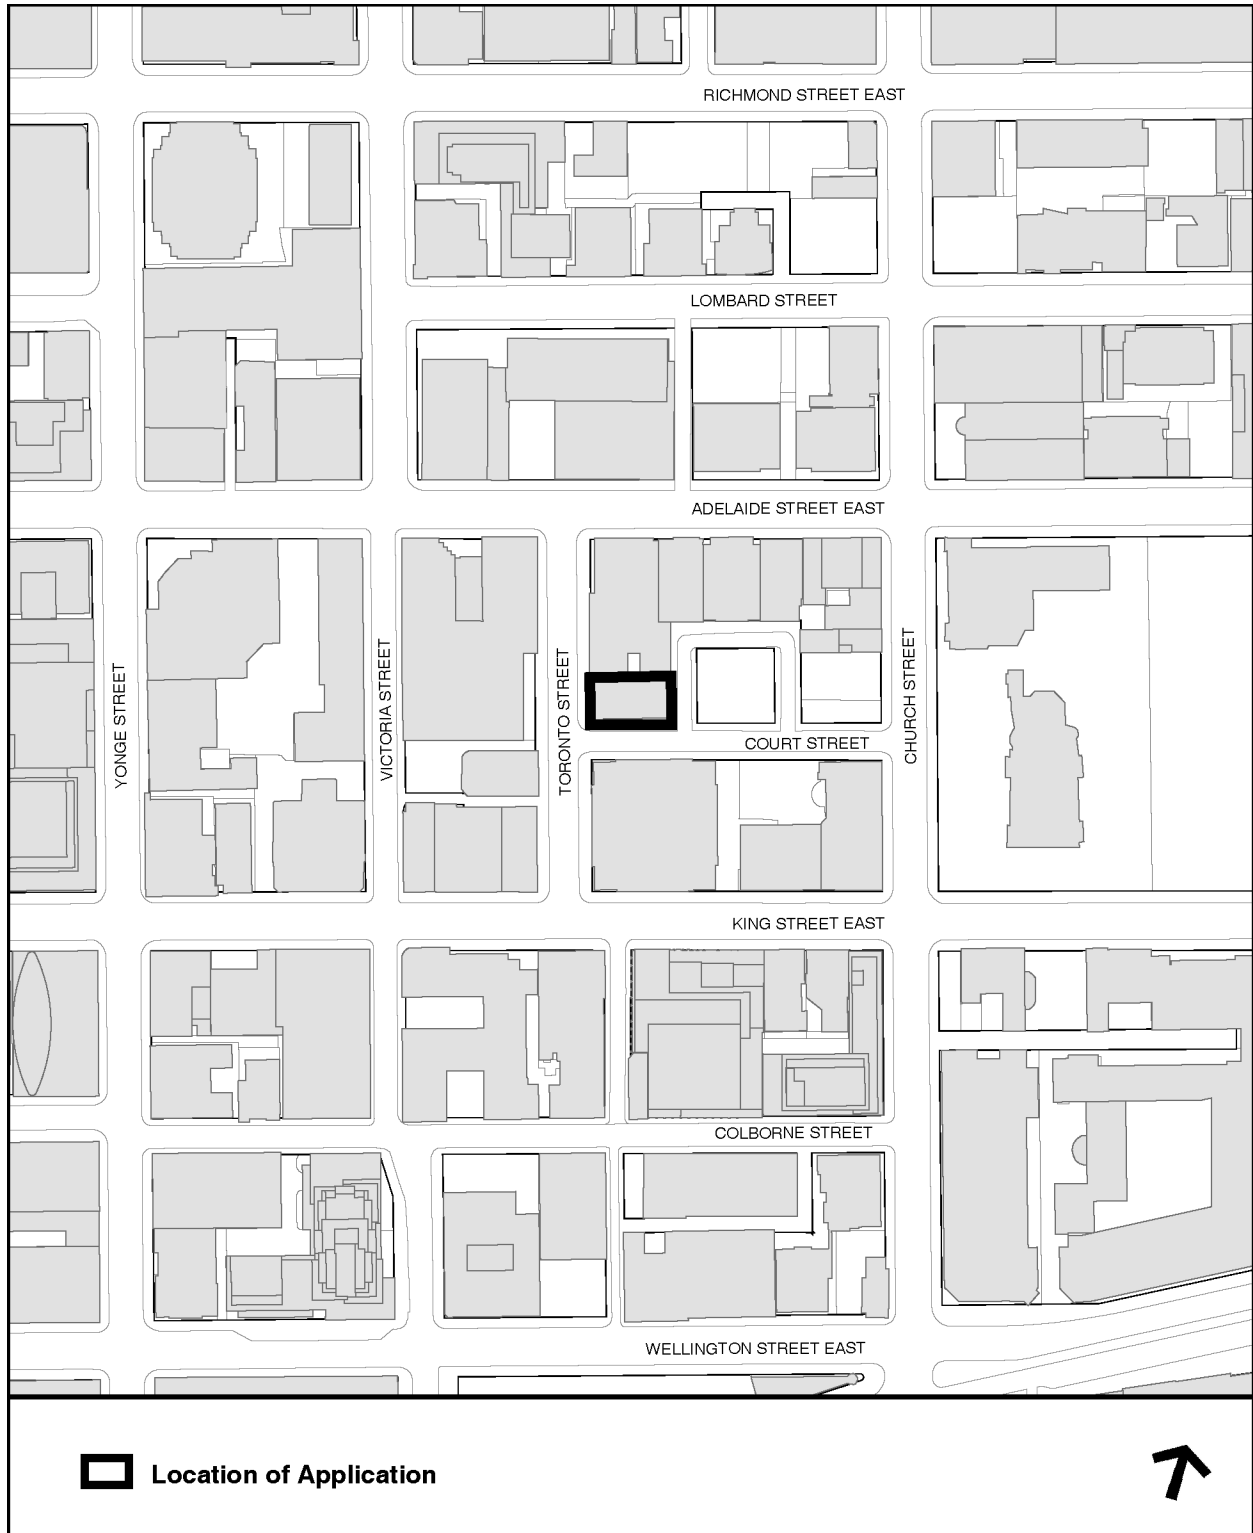 RICHMOND STREET EAST
LOMBARD STREET
ADELAIDE STREET EAST
YONGE STREET
VICTORIA STREET
TORONTO STREET
CHURCH STREET
COURT STREET
KING STREET EAST
COLBORNE STREET
WELLINGTON STREET EAST
Location of Application